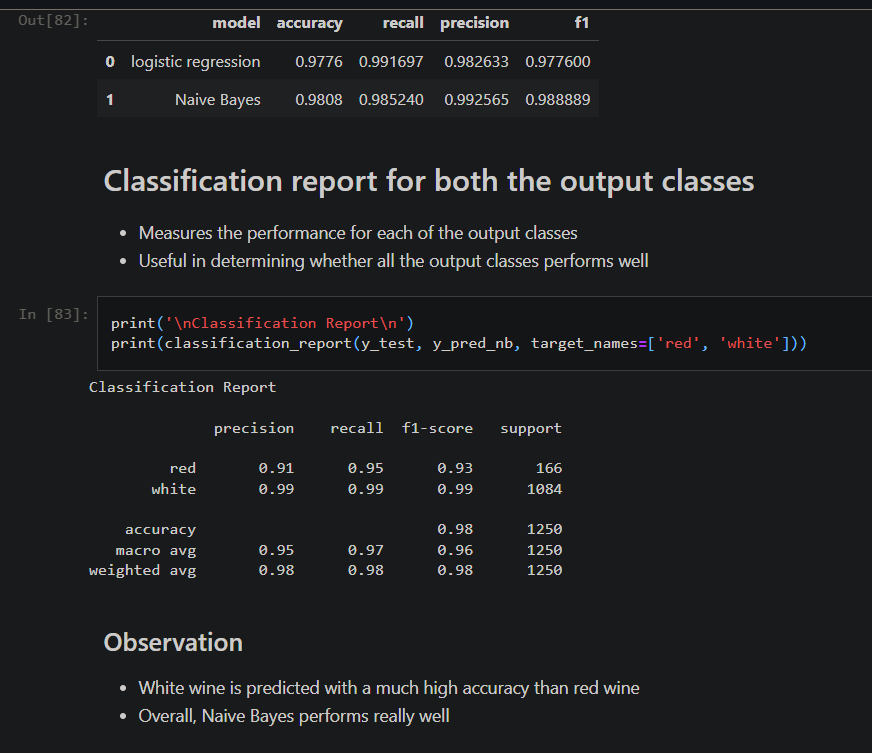 Out[82]:
model accuracy recall precision f1
0 logistic regression 0.9776 0.991697 0.982633 0.977600
1 Naive Bayes 0.9808 0.985240 0.992565 0.988889
Classification report for both the output classes
• Measures the performance for each of the output classes
• Useful in determining whether all the output classes performs well
In [83]:
print('\nClassification Report\n')
print(classification_report(y_test, y_pred_nb, target_names=['red', 'white']))
Classification Report
precision recall f1-score support
red 0.91 0.95 0.93 166
white 0.99 0.99 0.99 1084
accuracy 0.98 1250
macro avg 0.95 0.97 0.96 1250
weighted avg 0.98 0.98 0.98 1250
Observation
• White wine is predicted with a much high accuracy than red wine
• Overall, Naive Bayes performs really well